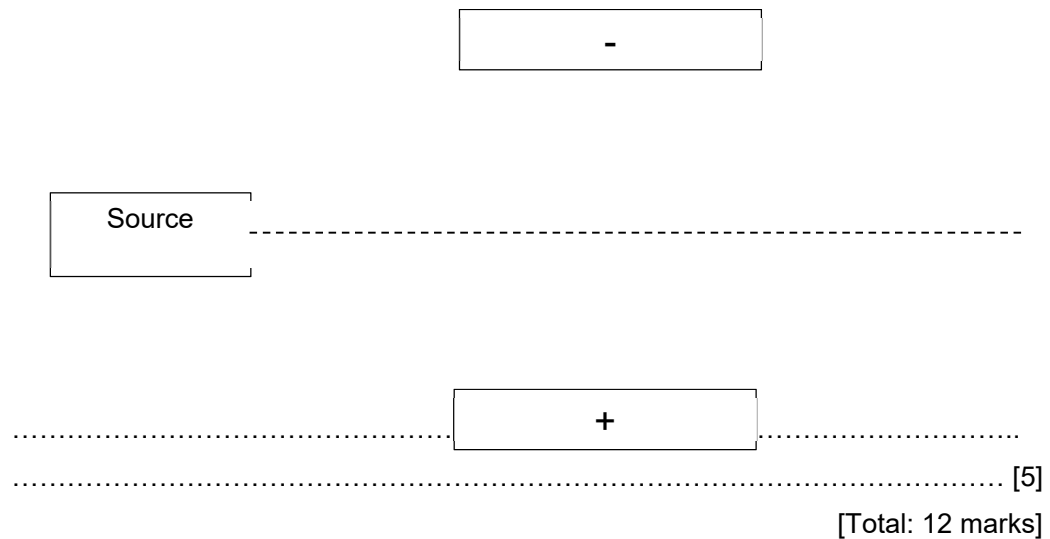 -
Source
+
……………………………………………………………………
…………………………………………………………………………………………… [5]
[Total: 12 marks]